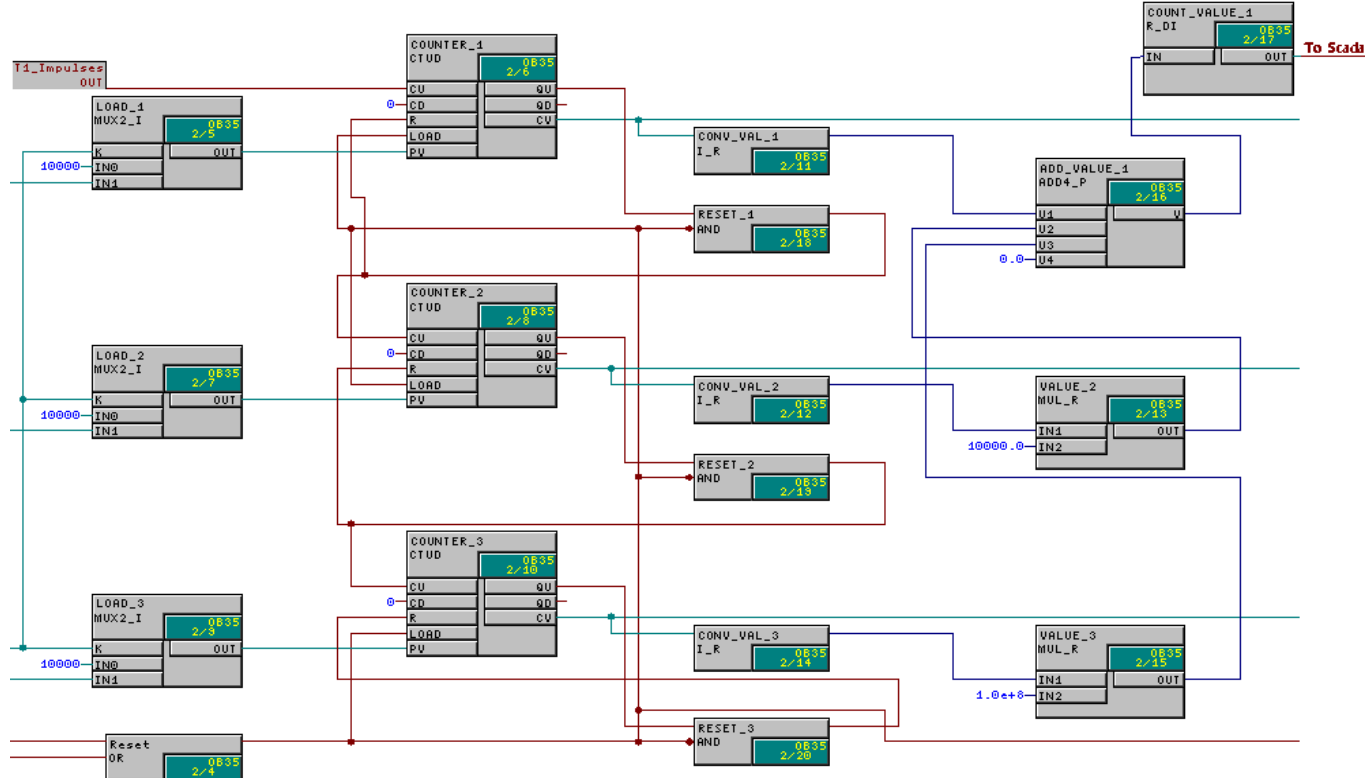 COUNT_VALUE_1
R_DI
OB35
2/17
IN
OUT
To Scada
T1_Impulses
OUT
COUNTER_1
CTUD
OB35
2/6
CU
QU
0
CD
QD
R
CV
LOAD
PV
LOAD_1
MUX2_I
OB35
2/5
K
OUT
10000
IN0
IN1
CONV_VAL_1
I_R
OB35
2/11
ADD_VALUE_1
ADD4_P
OB35
2/16
U1
V
U2
U3
0.0
U4
RESET_1
AND
OB35
2/18
COUNTER_2
CTUD
OB35
2/8
CU
QU
0
CD
QD
R
CV
LOAD
PV
LOAD_2
MUX2_I
OB35
2/7
K
OUT
10000
IN0
IN1
CONV_VAL_2
I_R
OB35
2/12
VALUE_2
MUL_R
OB35
2/13
IN1
OUT
10000.0
IN2
RESET_2
AND
OB35
2/19
COUNTER_3
CTUD
OB35
2/10
CU
QU
0
CD
QD
R
CV
LOAD
PV
LOAD_3
MUX2_I
OB35
2/9
K
OUT
10000
IN0
IN1
CONV_VAL_3
I_R
OB35
2/14
VALUE_3
MUL_R
OB35
2/15
IN1
OUT
1.0e+8
IN2
RESET_3
AND
OB35
2/20
Reset
OR
OB35
2/4